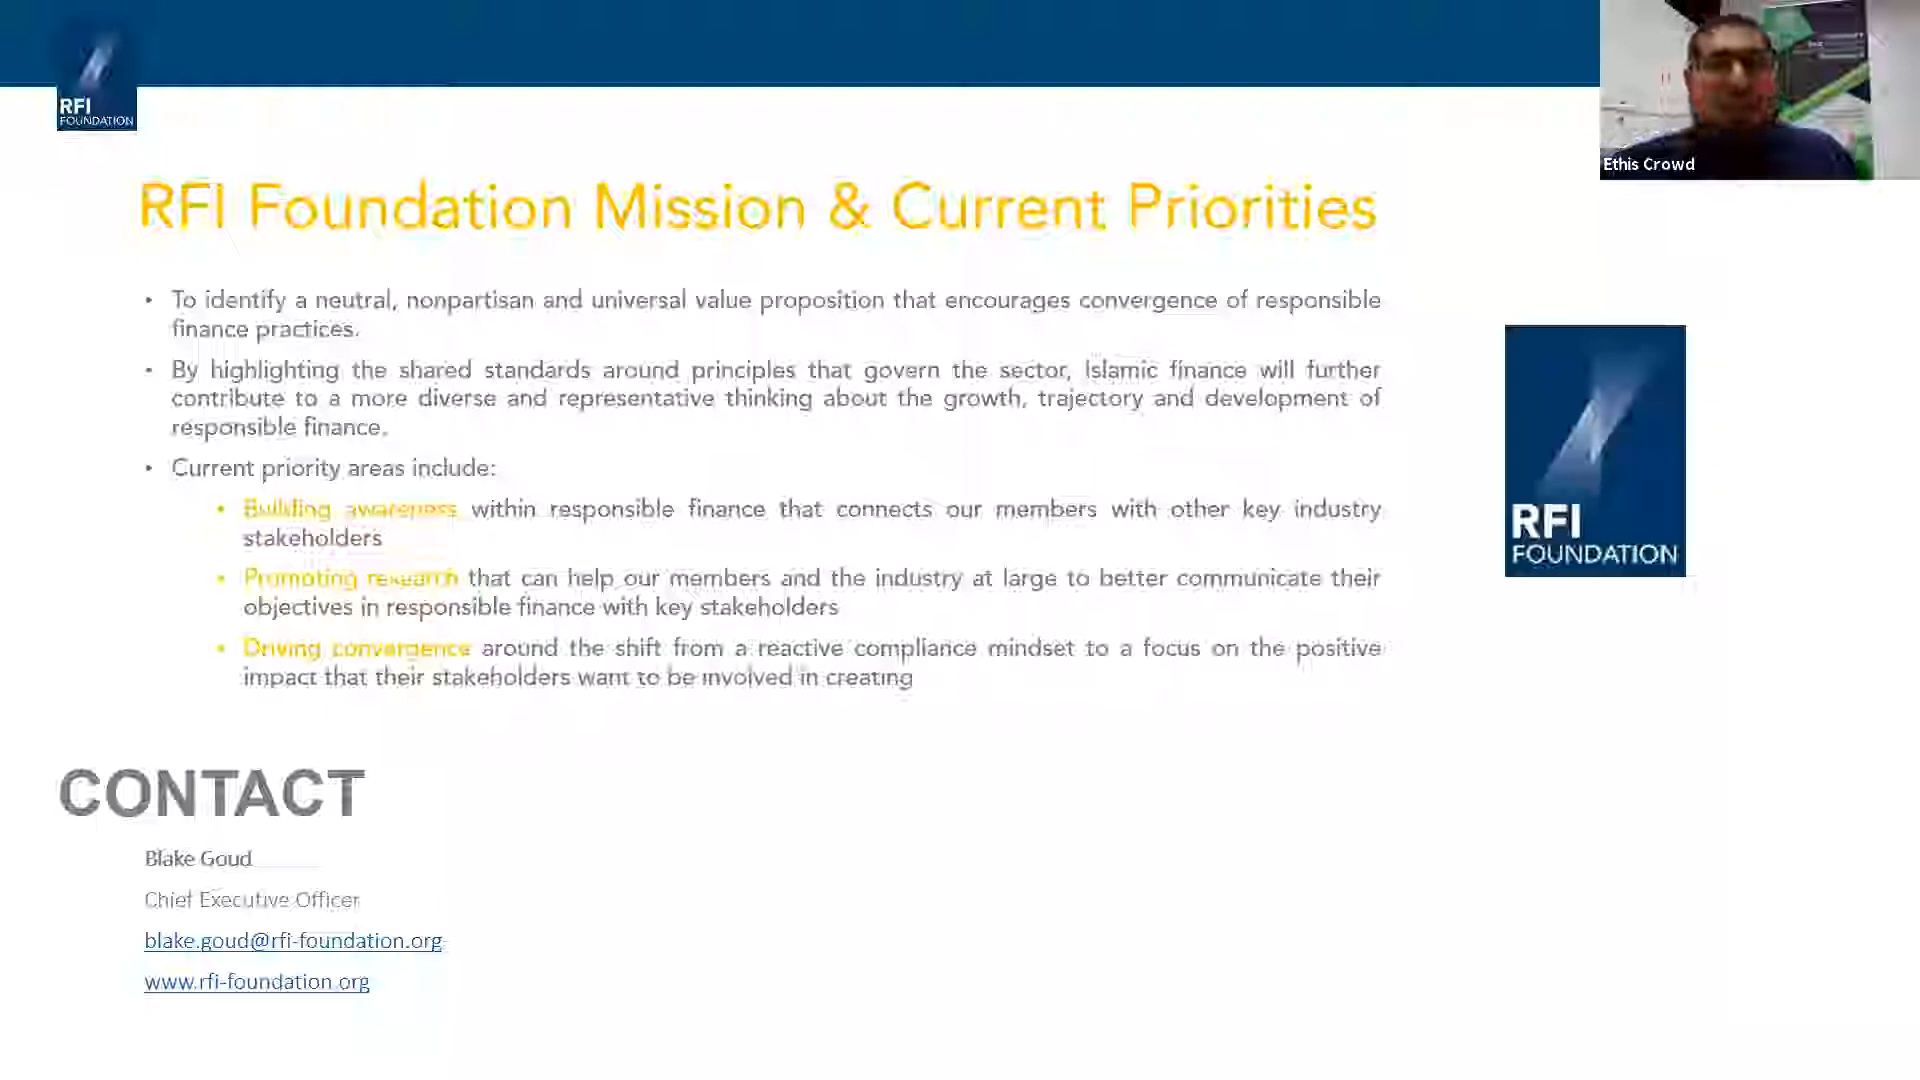 RFI
FOUNDATION
Ethis Crowd
RFI Foundation Mission & Current Priorities
• To identify a neutral, nonpartisan and universal value proposition that encourages convergence of responsible
finance practices.
• By highlighting the shared standards around principles that govern the sector, Islamic finance will further
contribute to a more diverse and representative thinking about the growth, trajectory and development of
responsible finance.
• Current priority areas include:
• Building awareness within responsible finance that connects our members with other key industry
stakeholders
• Promoting research that can help our members and the industry at large to better communicate their
objectives in responsible finance with key stakeholders
• Driving convergence around the shift from a reactive compliance mindset to a focus on the positive
impact that their stakeholders want to be involved in creating
RFI
FOUNDATION
CONTACT
Blake Goud
Chief Executive Officer
blake.goud@rfi-foundation.org
www.rfi-foundation.org